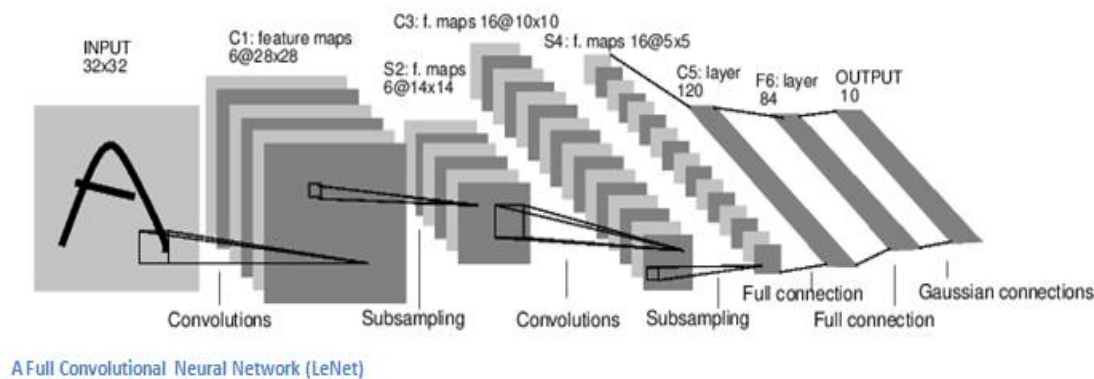 INPUT
32x32
C1: feature maps
6@28x28
S2: f. maps
6@14x14
C3: f. maps 16@10x10
S4: f. maps 16@5x5
C5: layer
120
F6: layer
84
OUTPUT
10
A
Convolutions
Subsampling
Convolutions
Subsampling
Full connection
Full connection
Gaussian connections
A Full Convolutional Neural Network (LeNet)